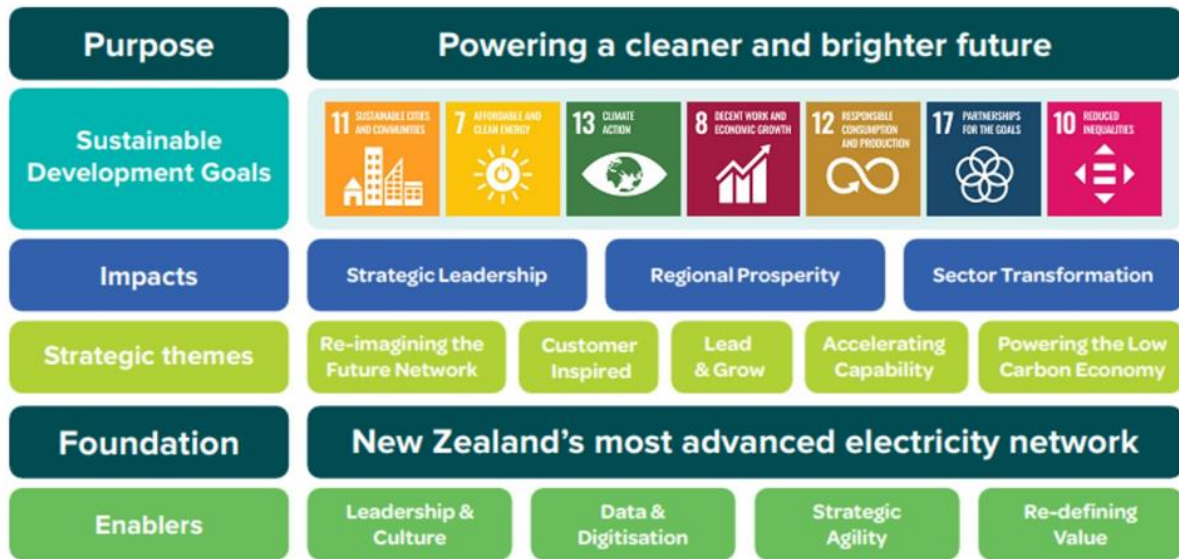 Purpose
Powering a cleaner and brighter future
Sustainable
Development Goals
11 SUSTAINABLE CITIES
AND COMMUNITIES
7 AFFORDABLE AND
CLEAN ENERGY
13 CLIMATE
ACTION
8 DECENT WORK AND
ECONOMIC GROWTH
12 RESPONSIBLE
CONSUMPTION
AND PRODUCTION
17 PARTNERSHIPS
FOR THE GOALS
10 REDUCED
INEQUALITIES
Impacts
Strategic Leadership
Regional Prosperity
Sector Transformation
Strategic themes
Re-imagining the
Future Network
Customer
Inspired
Lead
& Grow
Accelerating
Capability
Powering the Low
Carbon Economy
Foundation
New Zealand's most advanced electricity network
Enablers
Leadership &
Culture
Data &
Digitisation
Strategic
Agility
Re-defining
Value